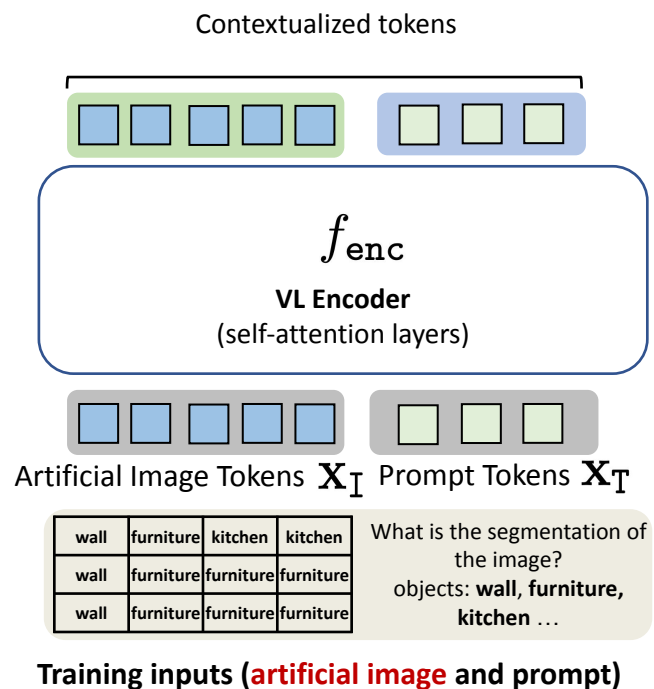 Contextualized tokens
f_enc
VL Encoder
(self-attention layers)
Artificial Image Tokens X_I Prompt Tokens X_T
wall furniture kitchen kitchen
wall furniture furniture furniture
wall furniture furniture furniture
What is the segmentation of
the image?
objects: wall, furniture,
kitchen …
Training inputs (artificial image and prompt)